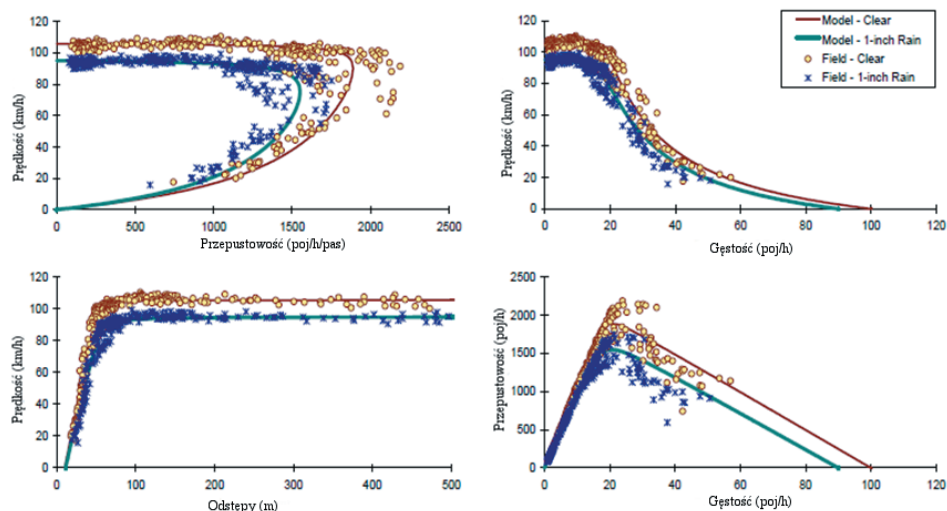 120
100
80
60
40
20
0
Prędkość (km/h)
0 500 1000 1500 2000 2500
Przepustowość (poj/h/pas)
120
100
80
60
40
20
0
Prędkość (km/h)
0 20 40 60 80 100 120
Gęstość (poj/h)
Model - Clear
Model - 1-inch Rain
Field - Clear
Field - 1-inch Rain
120
100
80
60
40
20
0
Prędkość (km/h)
0 100 200 300 400 500
Odstępy (m)
2500
2000
1500
1000
500
0
Przepustowość (poj/h)
0 20 40 60 80 100 120
Gęstość (poj/h)